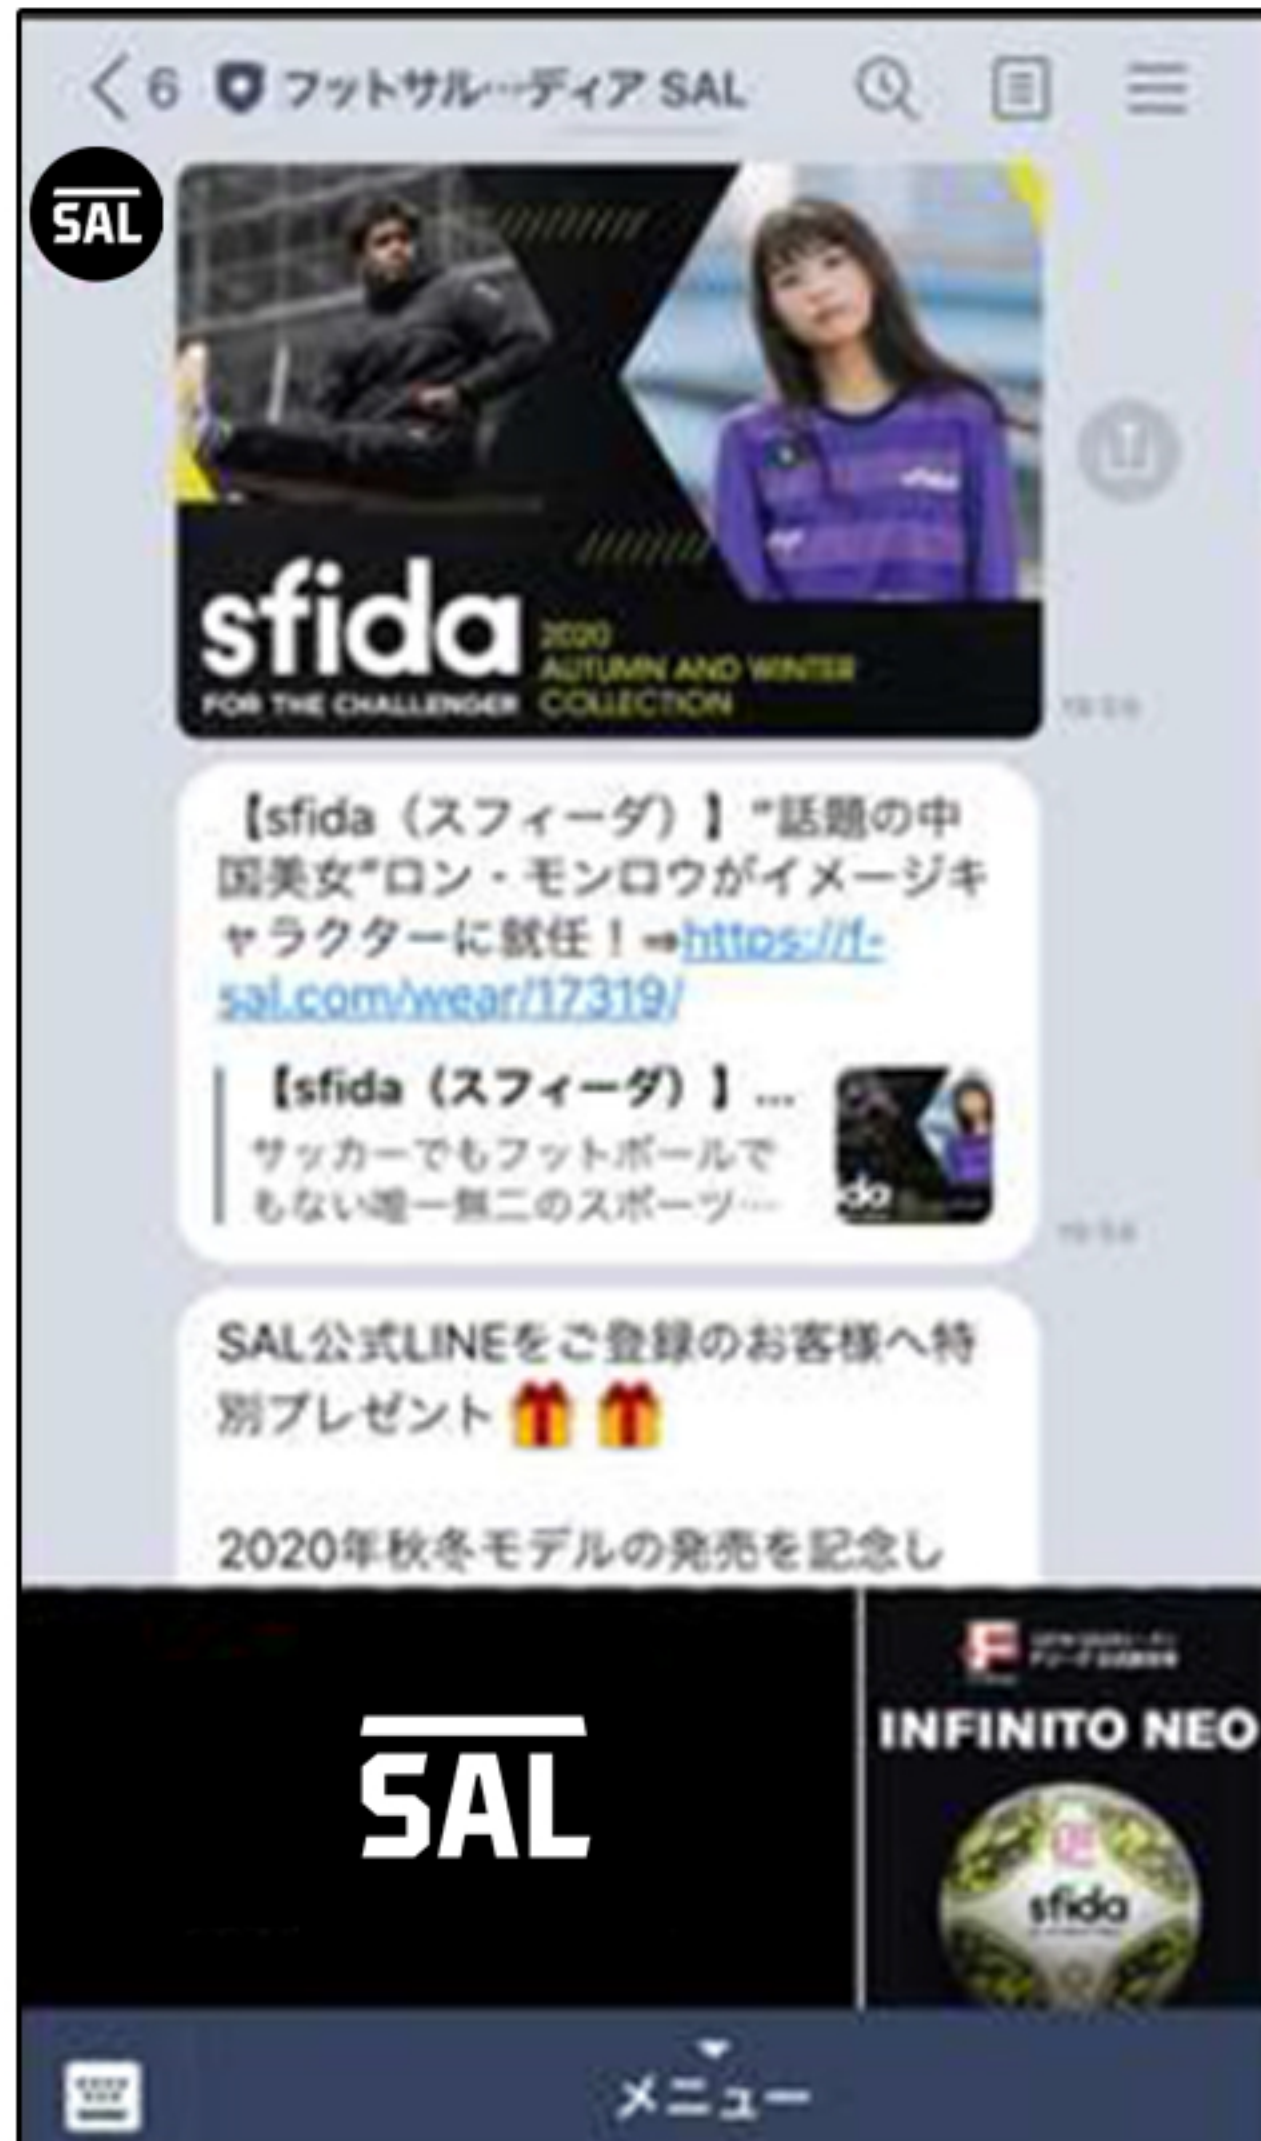 6 フットサル…ディア SAL
SAL
sfida
FOR THE CHALLENGER
2020
AUTUMN AND WINTER
COLLECTION
【sfida（スフィーダ）】“話題の中
国美女”ロン・モンロウがイメージキ
ャラクターに就任！⇒https://f-
sal.com/wear/17319/
【sfida（スフィーダ）】...
サッカーでもフットボールで
もない唯一無二のスポーツ…
da
SAL公式LINEをご登録のお客様へ特
別プレゼント🎁🎁
2020年秋冬モデルの発売を記念し
SAL
F
INFINITO NEO
sfida
メニュー